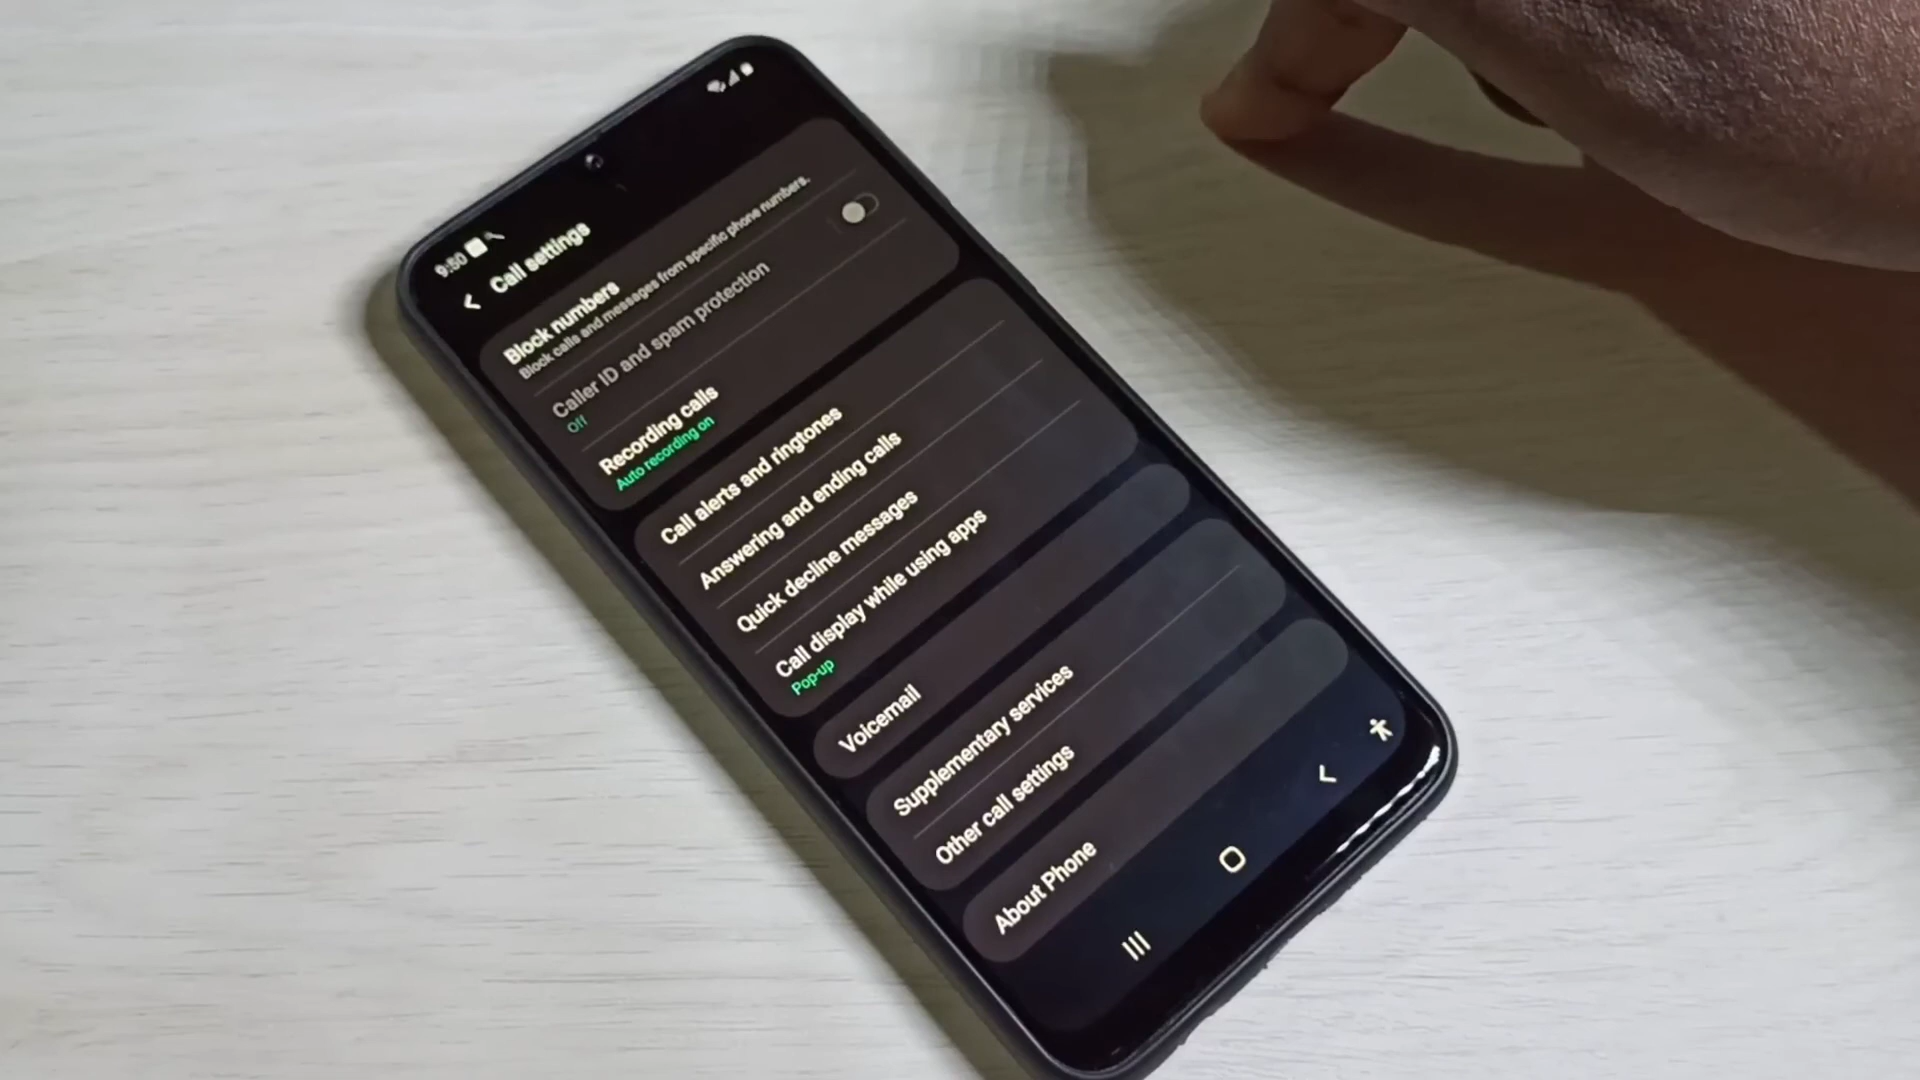 9:50
Call settings
Block numbers
Block calls and messages from specific phone numbers.
Caller ID and spam protection
Off
Recording calls
Auto recording on
Call alerts and ringtones
Answering and ending calls
Quick decline messages
Call display while using apps
Pop-up
Voicemail
Supplementary services
Other call settings
About Phone